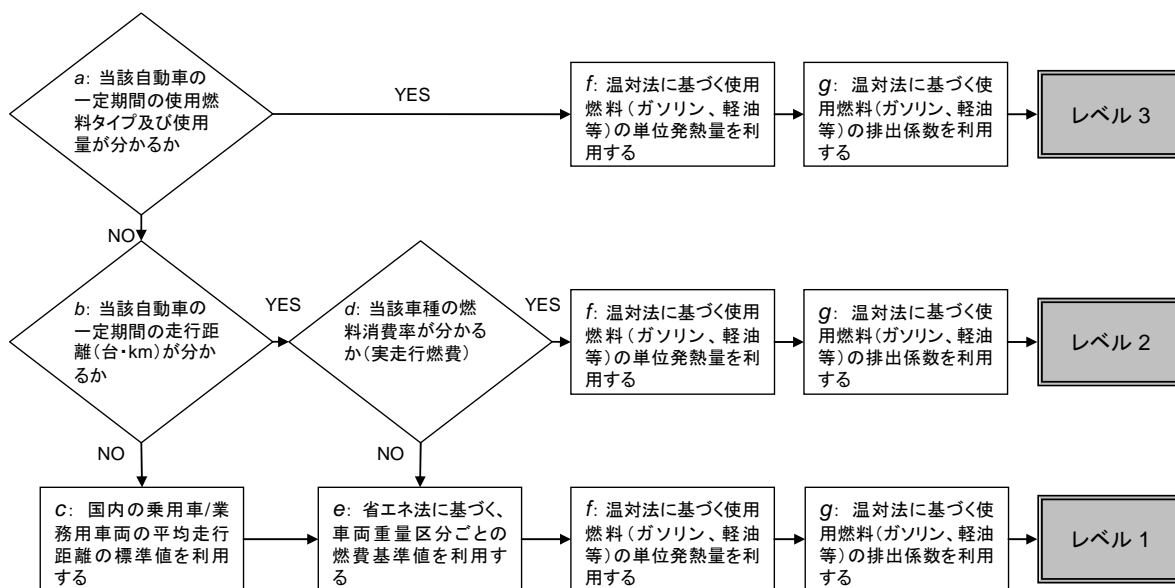 a: 当該自動車の
一定期間の使用燃
料タイプ及び使用
量が分かるか
YES
f: 温対法に基づく使用
燃料(ガソリン、軽油
等)の単位発熱量を利
用する
g: 温対法に基づく使
用燃料(ガソリン、軽油
等)の排出係数を利用
する
レベル 3
NO
b: 当該自動車の
一定期間の走行距
離(台・km)が分か
るか
YES
d: 当該車種の燃
料消費率が分かる
か(実走行燃費)
YES
f: 温対法に基づく使用
燃料(ガソリン、軽油
等)の単位発熱量を利
用する
g: 温対法に基づく使
用燃料(ガソリン、軽油
等)の排出係数を利用
する
レベル 2
NO
NO
c: 国内の乗用車/業
務用車両の平均走行
距離の標準値を利用
する
e: 省エネ法に基づく、
車両重量区分ごとの
燃費基準値を利用す
る
f: 温対法に基づく使用
燃料(ガソリン、軽油
等)の単位発熱量を利
用する
g: 温対法に基づく使
用燃料(ガソリン、軽油
等)の排出係数を利用
する
レベル 1